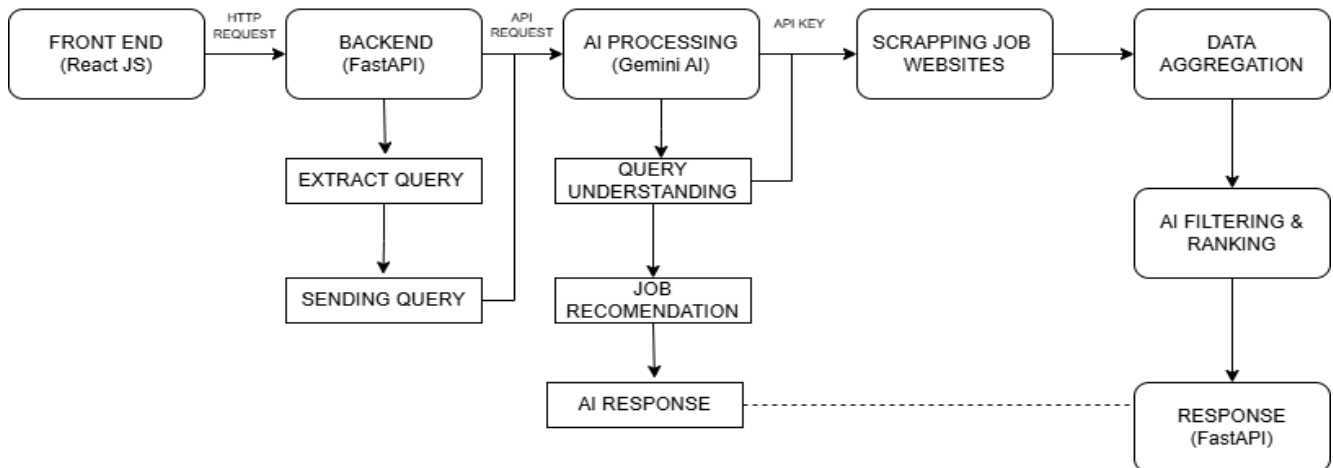 FRONT END
(React JS)
HTTP
REQUEST
BACKEND
(FastAPI)
API
REQUEST
AI PROCESSING
(Gemini AI)
API KEY
SCRAPPING JOB
WEBSITES
DATA
AGGREGATION
EXTRACT QUERY
QUERY
UNDERSTANDING
AI FILTERING &
RANKING
SENDING QUERY
JOB
RECOMENDATION
AI RESPONSE
RESPONSE
(FastAPI)